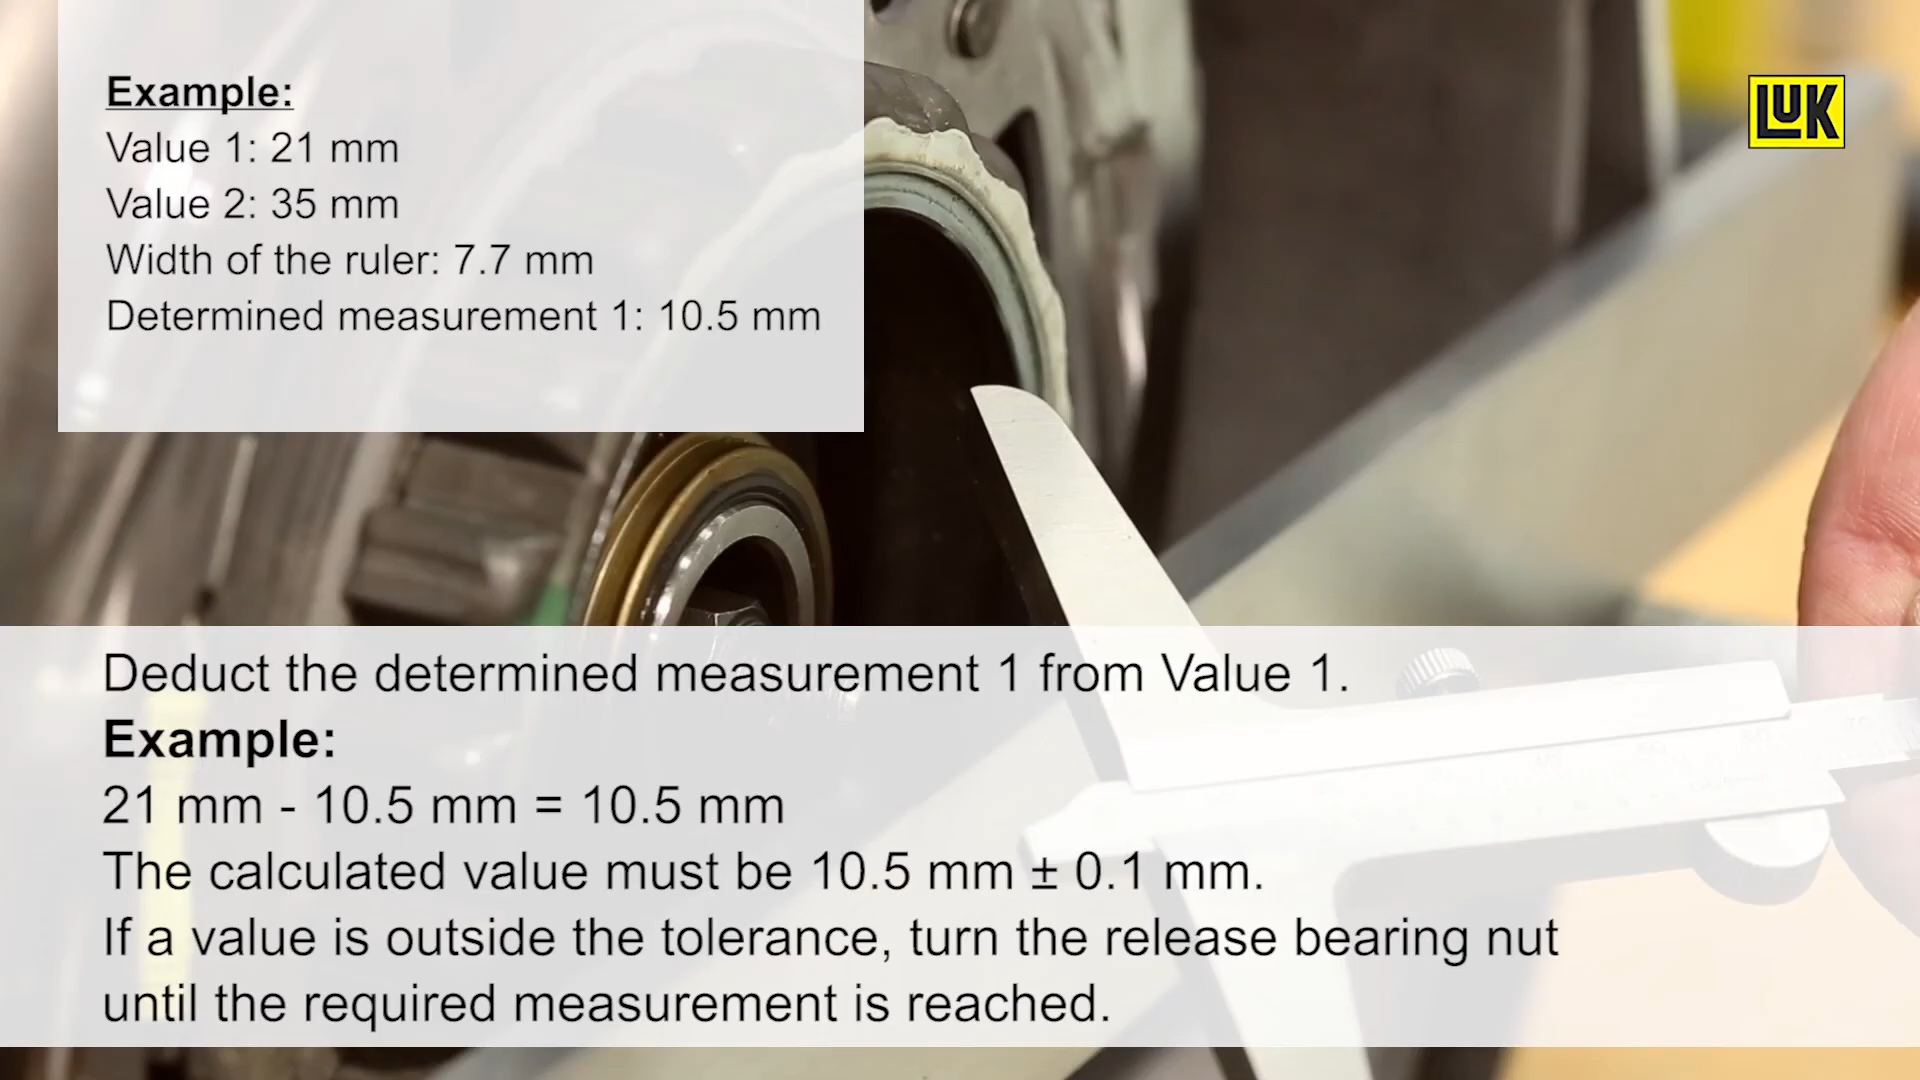 Example:
Value 1: 21 mm
Value 2: 35 mm
Width of the ruler: 7.7 mm
Determined measurement 1: 10.5 mm
LUK
Deduct the determined measurement 1 from Value 1.
Example:
21 mm - 10.5 mm = 10.5 mm
The calculated value must be 10.5 mm ± 0.1 mm.
If a value is outside the tolerance, turn the release bearing nut
until the required measurement is reached.